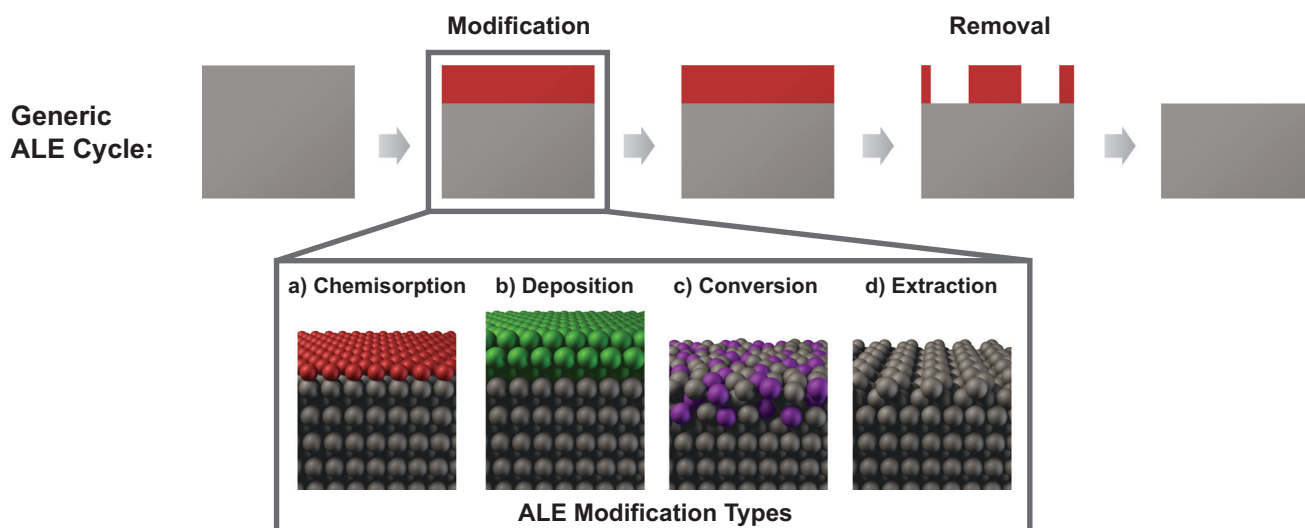 Modification
Removal
Generic
ALE Cycle:
a) Chemisorption
b) Deposition
c) Conversion
d) Extraction
ALE Modification Types